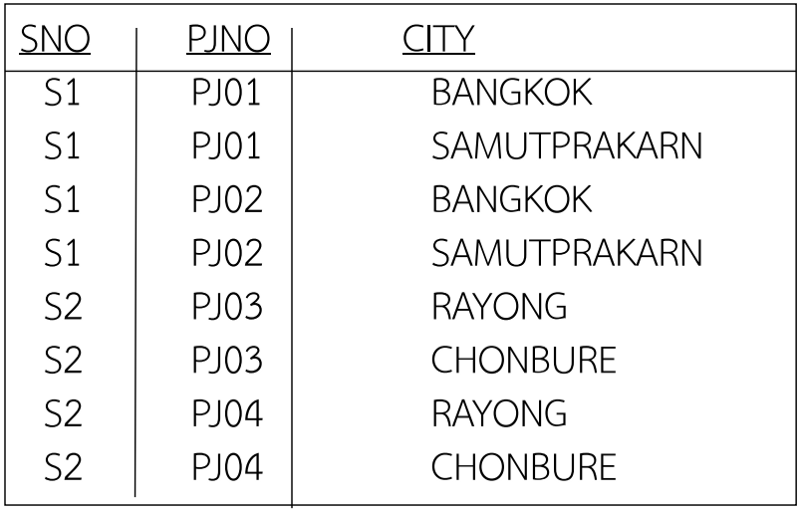 SNO PJNO CITY
S1 PJ01 BANGKOK
S1 PJ01 SAMUTPRAKARN
S1 PJ02 BANGKOK
S1 PJ02 SAMUTPRAKARN
S2 PJ03 RAYONG
S2 PJ03 CHONBURE
S2 PJ04 RAYONG
S2 PJ04 CHONBURE